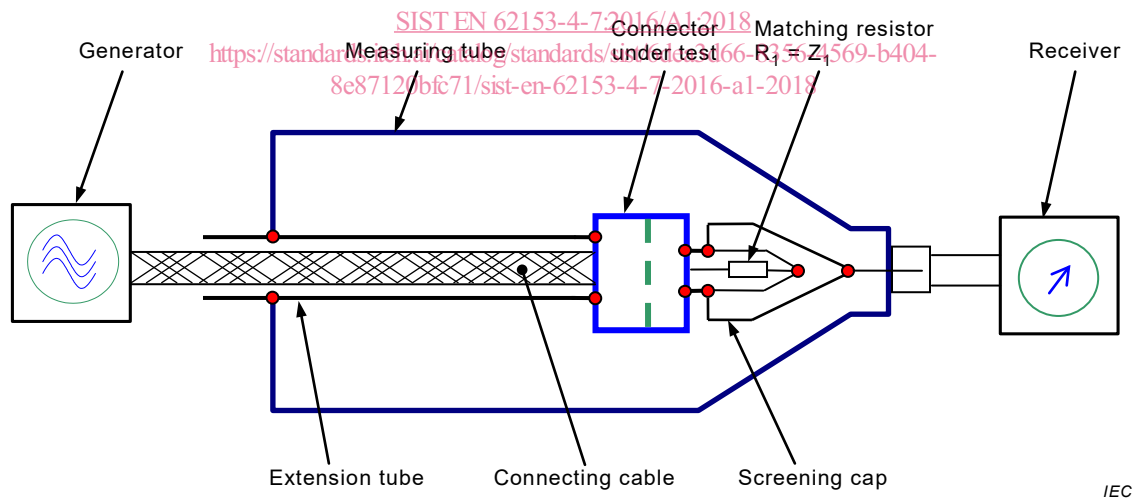 SIST EN 62153-4-7:2016/A1:2018
Generator
Measuring tube
Connector
under test
Matching resistor
R1 = Z1
Receiver
8e87120bfc71/sist-en-62153-4-7-2016-a1-2018
Extension tube
Connecting cable
Screening cap
IEC